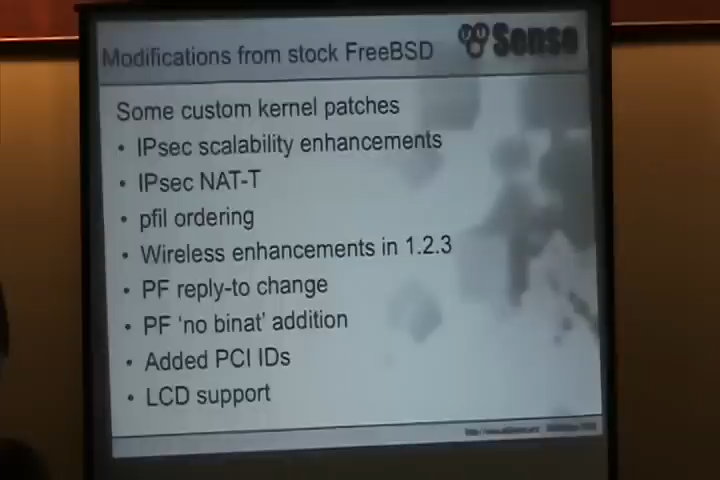 Modifications from stock FreeBSD
Sense
Some custom kernel patches
• IPsec scalability enhancements
• IPsec NAT-T
• pfil ordering
• Wireless enhancements in 1.2.3
• PF reply-to change
• PF 'no binat' addition
• Added PCI IDs
• LCD support